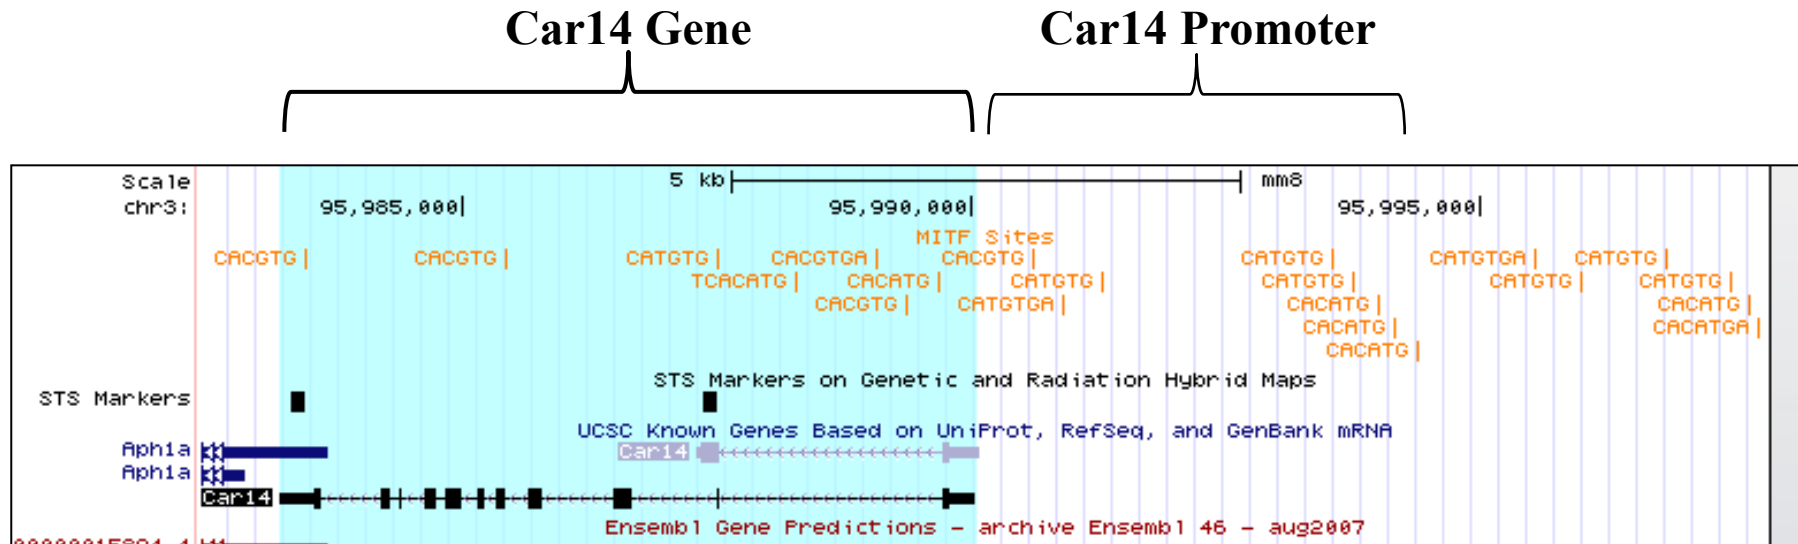 Car14 Gene Car14 Promoter
Scale 5 kb mm8
chr3: 95,985,000 95,990,000 95,995,000
MITF Sites
CACGTG CACGTG CATGTG CACGTGA CACGTG CATGTG CATGTGA CATGTG
TCACATG CACATG CATGTG CATGTG CATGTG CATGTG
CACGTG CATGTGA CACATG CACATG
CACATG CACATGA
CACATG
STS Markers on Genetic and Radiation Hybrid Maps
STS Markers
UCSC Known Genes Based on UniProt, RefSeq, and GenBank mRNA
Aph1a Car14
Aph1a
Car14
Ensembl Gene Predictions - archive Ensembl 46 - aug2007